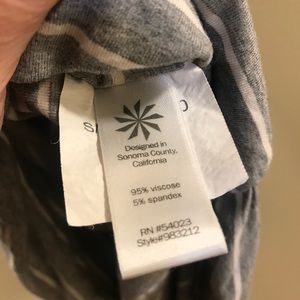 Designed in
Sonoma County,
California
95% viscose
5% spandex
RN #54023
Style#983212